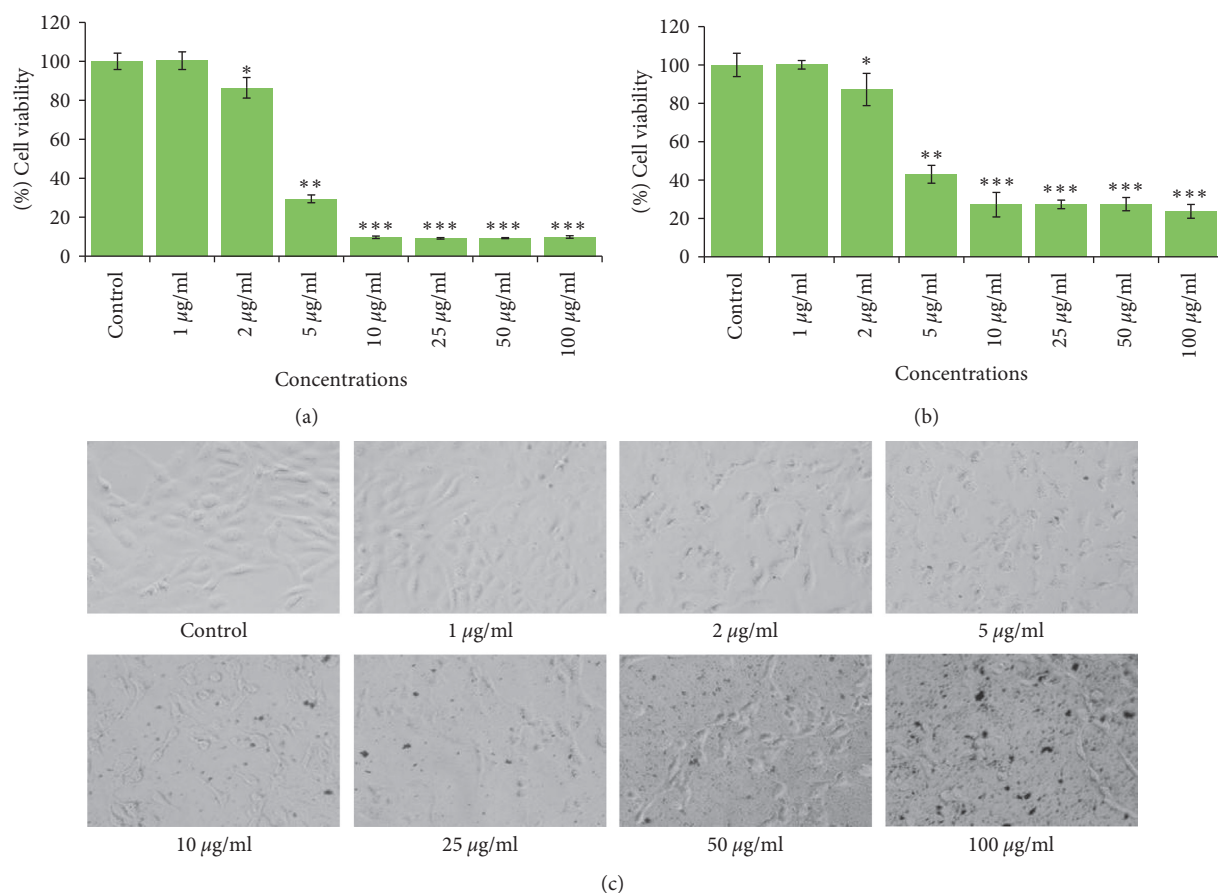 120
100
80
60
40
20
0
(%) Cell viability
*
**
***
***
***
***
Control
1 μg/ml
2 μg/ml
5 μg/ml
10 μg/ml
25 μg/ml
50 μg/ml
100 μg/ml
Concentrations
(a)
120
100
80
60
40
20
0
(%) Cell viability
*
**
***
***
***
***
Control
1 μg/ml
2 μg/ml
5 μg/ml
10 μg/ml
25 μg/ml
50 μg/ml
100 μg/ml
Concentrations
(b)
Control 1 μg/ml 2 μg/ml 5 μg/ml
10 μg/ml 25 μg/ml 50 μg/ml 100 μg/ml
(c)